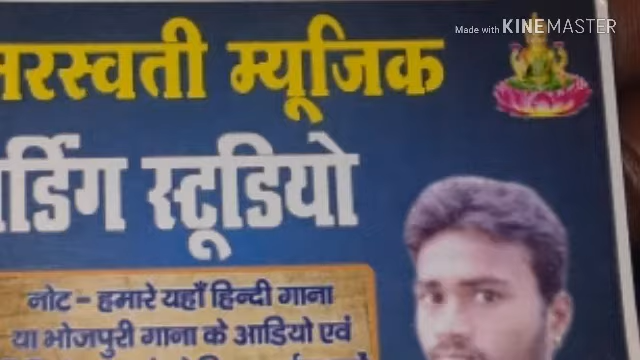 Made with KINEMASTER
सरस्वती म्यूजिक
र्डिंग स्टूडियो
नोट - हमारे यहाँ हिन्दी गाना
या भोजपुरी गाना के आडियो एवं